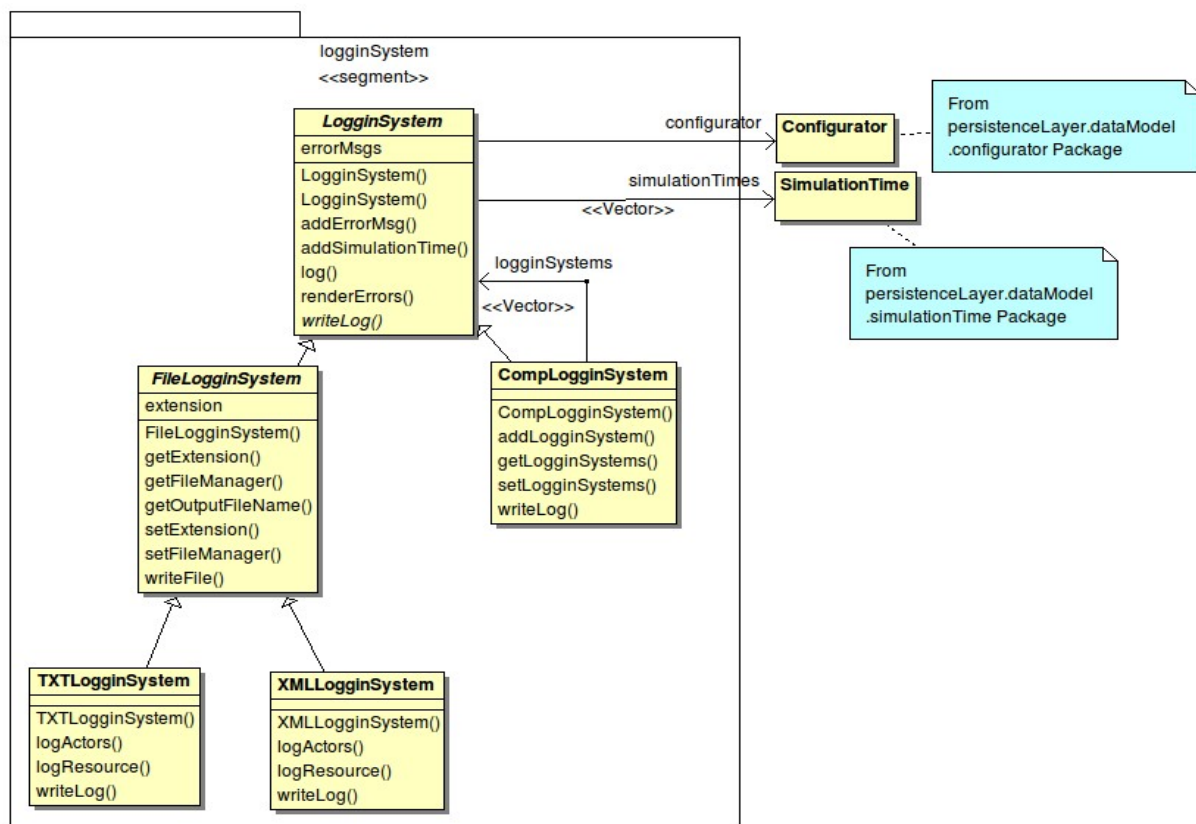 logginSystem
<<segment>>
LogginSystem
errorMsgs
LogginSystem()
LogginSystem()
addErrorMsg()
addSimulationTime()
log()
renderErrors()
writeLog()
configurator
Configurator
From
persistenceLayer.dataModel
.configurator Package
simulationTimes
<<Vector>>
SimulationTime
From
persistenceLayer.dataModel
.simulationTime Package
logginSystems
<<Vector>>
FileLogginSystem
extension
FileLogginSystem()
getExtension()
getFileManager()
getOutputFileName()
setExtension()
setFileManager()
writeFile()
CompLogginSystem
CompLogginSystem()
addLogginSystem()
getLogginSystems()
setLogginSystems()
writeLog()
TXTLogginSystem
TXTLogginSystem()
logActors()
logResource()
writeLog()
XMLLogginSystem
XMLLogginSystem()
logActors()
logResource()
writeLog()